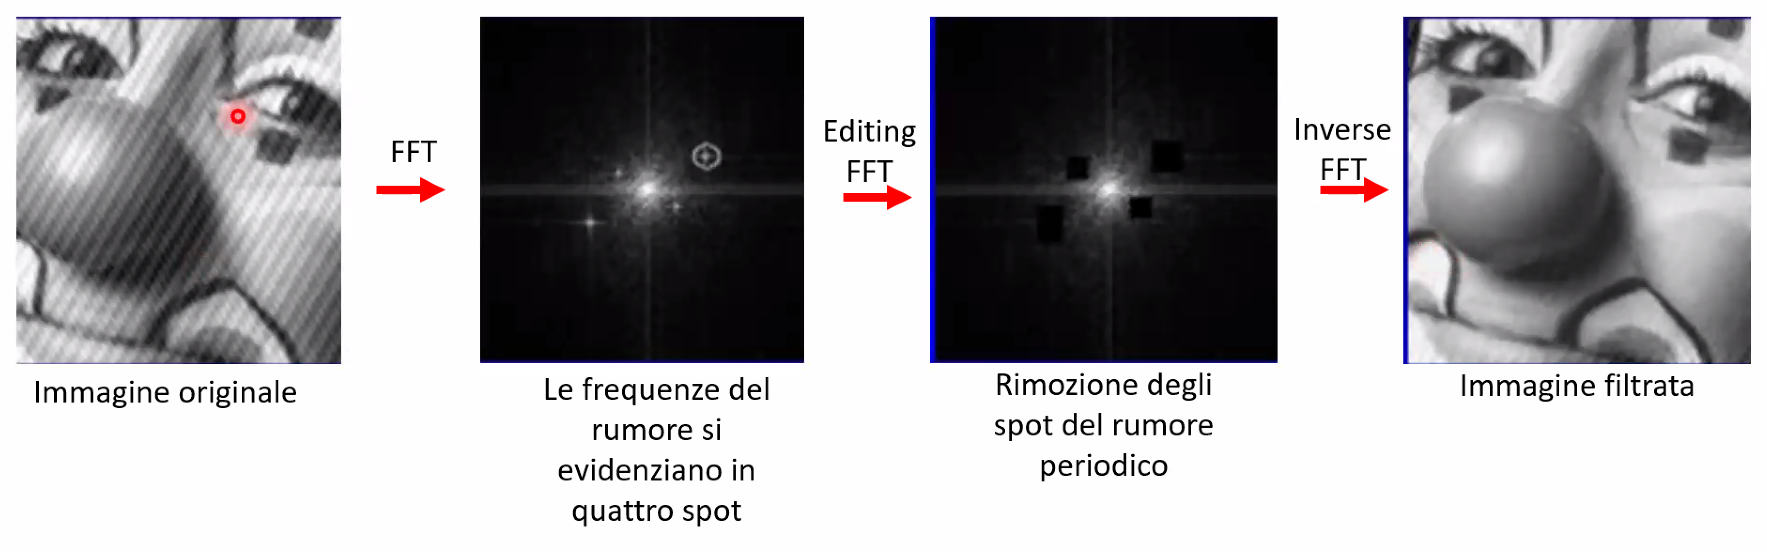 FFT
Editing
FFT
Inverse
FFT
Immagine originale
Le frequenze del
rumore si
evidenziano in
quattro spot
Rimozione degli
spot del rumore
periodico
Immagine filtrata